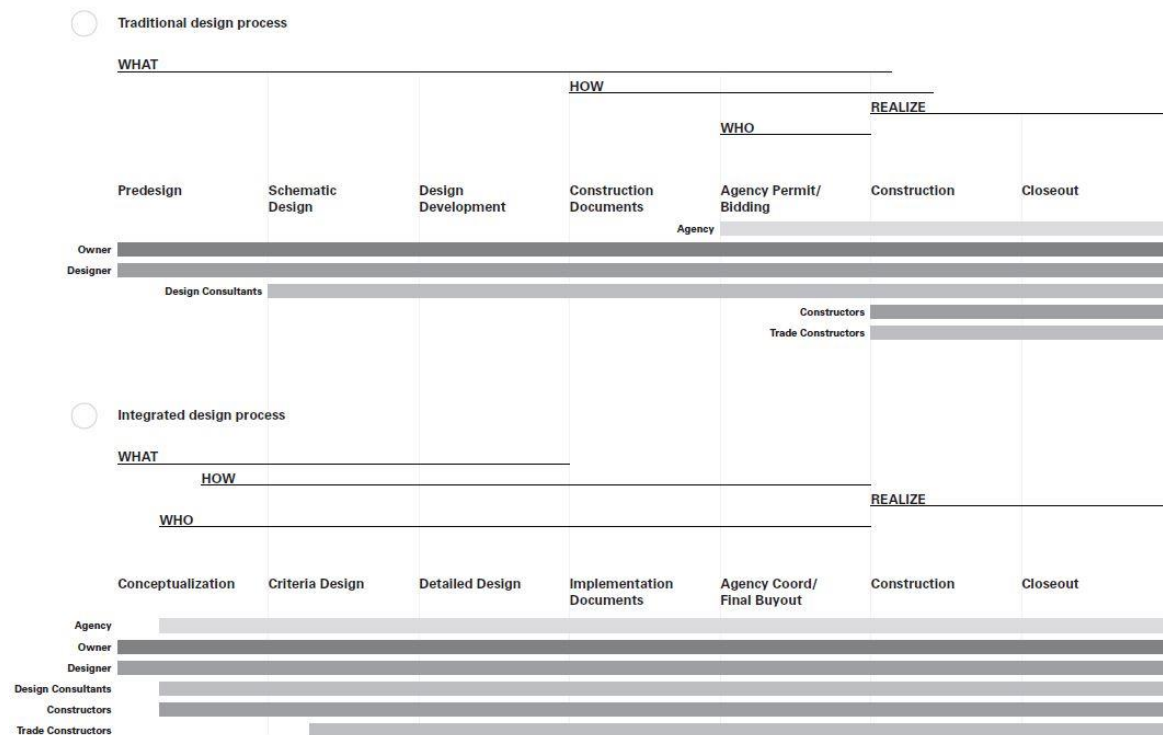 Traditional design process
WHAT
HOW
REALIZE
WHO
Predesign
Schematic
Design
Design
Development
Construction
Documents
Agency Permit/
Bidding
Construction
Closeout
Agency
Owner
Designer
Design Consultants
Constructors
Trade Constructors
Integrated design process
WHAT
HOW
REALIZE
WHO
Conceptualization
Criteria Design
Detailed Design
Implementation
Documents
Agency Coord/
Final Buyout
Construction
Closeout
Agency
Owner
Designer
Design Consultants
Constructors
Trade Constructors